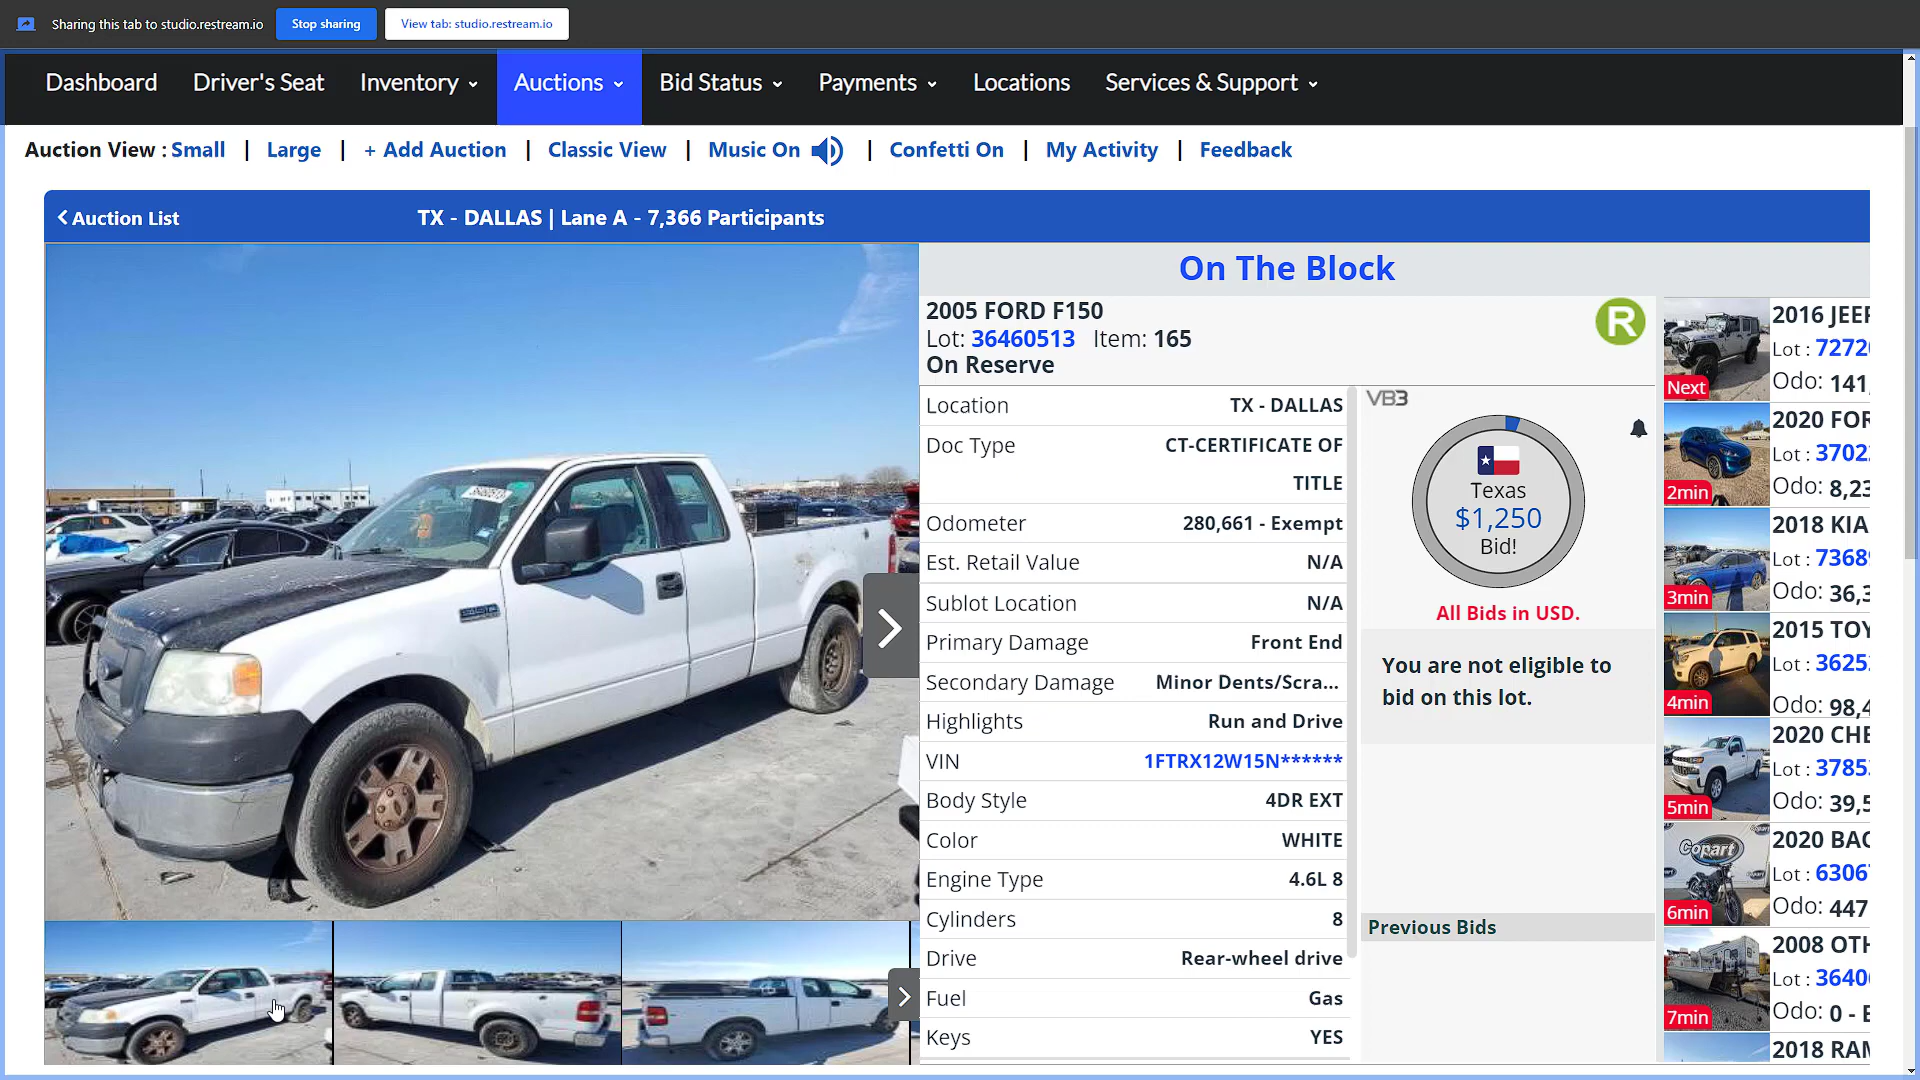 Sharing this tab to studio.restream.io
Stop sharing
View tab: studio.restream.io
Dashboard
Driver's Seat
Inventory
Auctions
Bid Status
Payments
Locations
Services & Support
Auction View : Small | Large | + Add Auction | Classic View | Music On | Confetti On | My Activity | Feedback
Auction List
TX - DALLAS | Lane A - 7,366 Participants
On The Block
2005 FORD F150
Lot: 36460513 Item: 165
On Reserve
R
Location TX - DALLAS
Doc Type CT-CERTIFICATE OF
TITLE
Odometer 280,661 - Exempt
Est. Retail Value N/A
Sublot Location N/A
Primary Damage Front End
Secondary Damage Minor Dents/Scra...
Highlights Run and Drive
VIN 1FTRX12W15N******
Body Style 4DR EXT
Color WHITE
Engine Type 4.6L 8
Cylinders 8
Drive Rear-wheel drive
Fuel Gas
Keys YES
VB3
Texas
$1,250
Bid!
All Bids in USD.
You are not eligible to
bid on this lot.
Previous Bids
2016 JEEP
Lot : 7272
Odo: 141,
Next
2020 FOR
Lot : 3702
Odo: 8,23
2min
2018 KIA
Lot : 7368
Odo: 36,3
3min
2015 TOY
Lot : 3625
Odo: 98,4
4min
2020 CHE
Lot : 3785
Odo: 39,5
5min
2020 BAC
Lot : 6306
Odo: 447
6min
Copart
2008 OTH
Lot : 3640
Odo: 0 - E
7min
2018 RAM